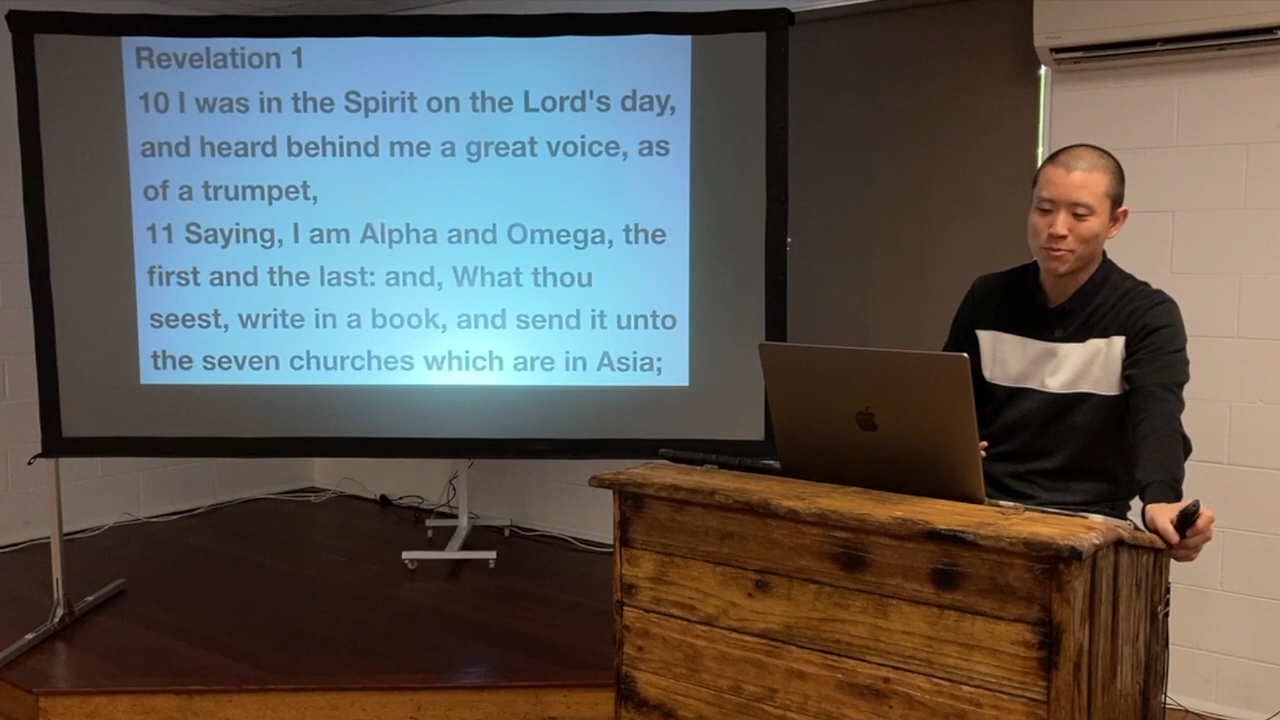 Revelation 1
10 I was in the Spirit on the Lord's day,
and heard behind me a great voice, as
of a trumpet,
11 Saying, I am Alpha and Omega, the
first and the last: and, What thou
seest, write in a book, and send it unto
the seven churches which are in Asia;